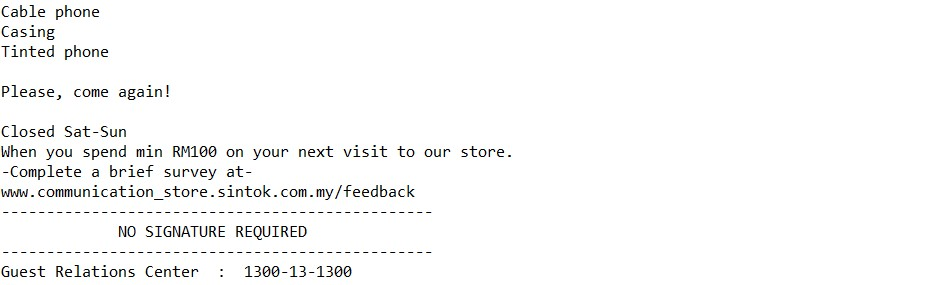 Cable phone
Casing
Tinted phone

Please, come again!

Closed Sat-Sun
When you spend min RM100 on your next visit to our store.
-Complete a brief survey at-
www.communication_store.sintok.com.my/feedback
------------------------------------------------
NO SIGNATURE REQUIRED
------------------------------------------------
Guest Relations Center  :  1300-13-1300